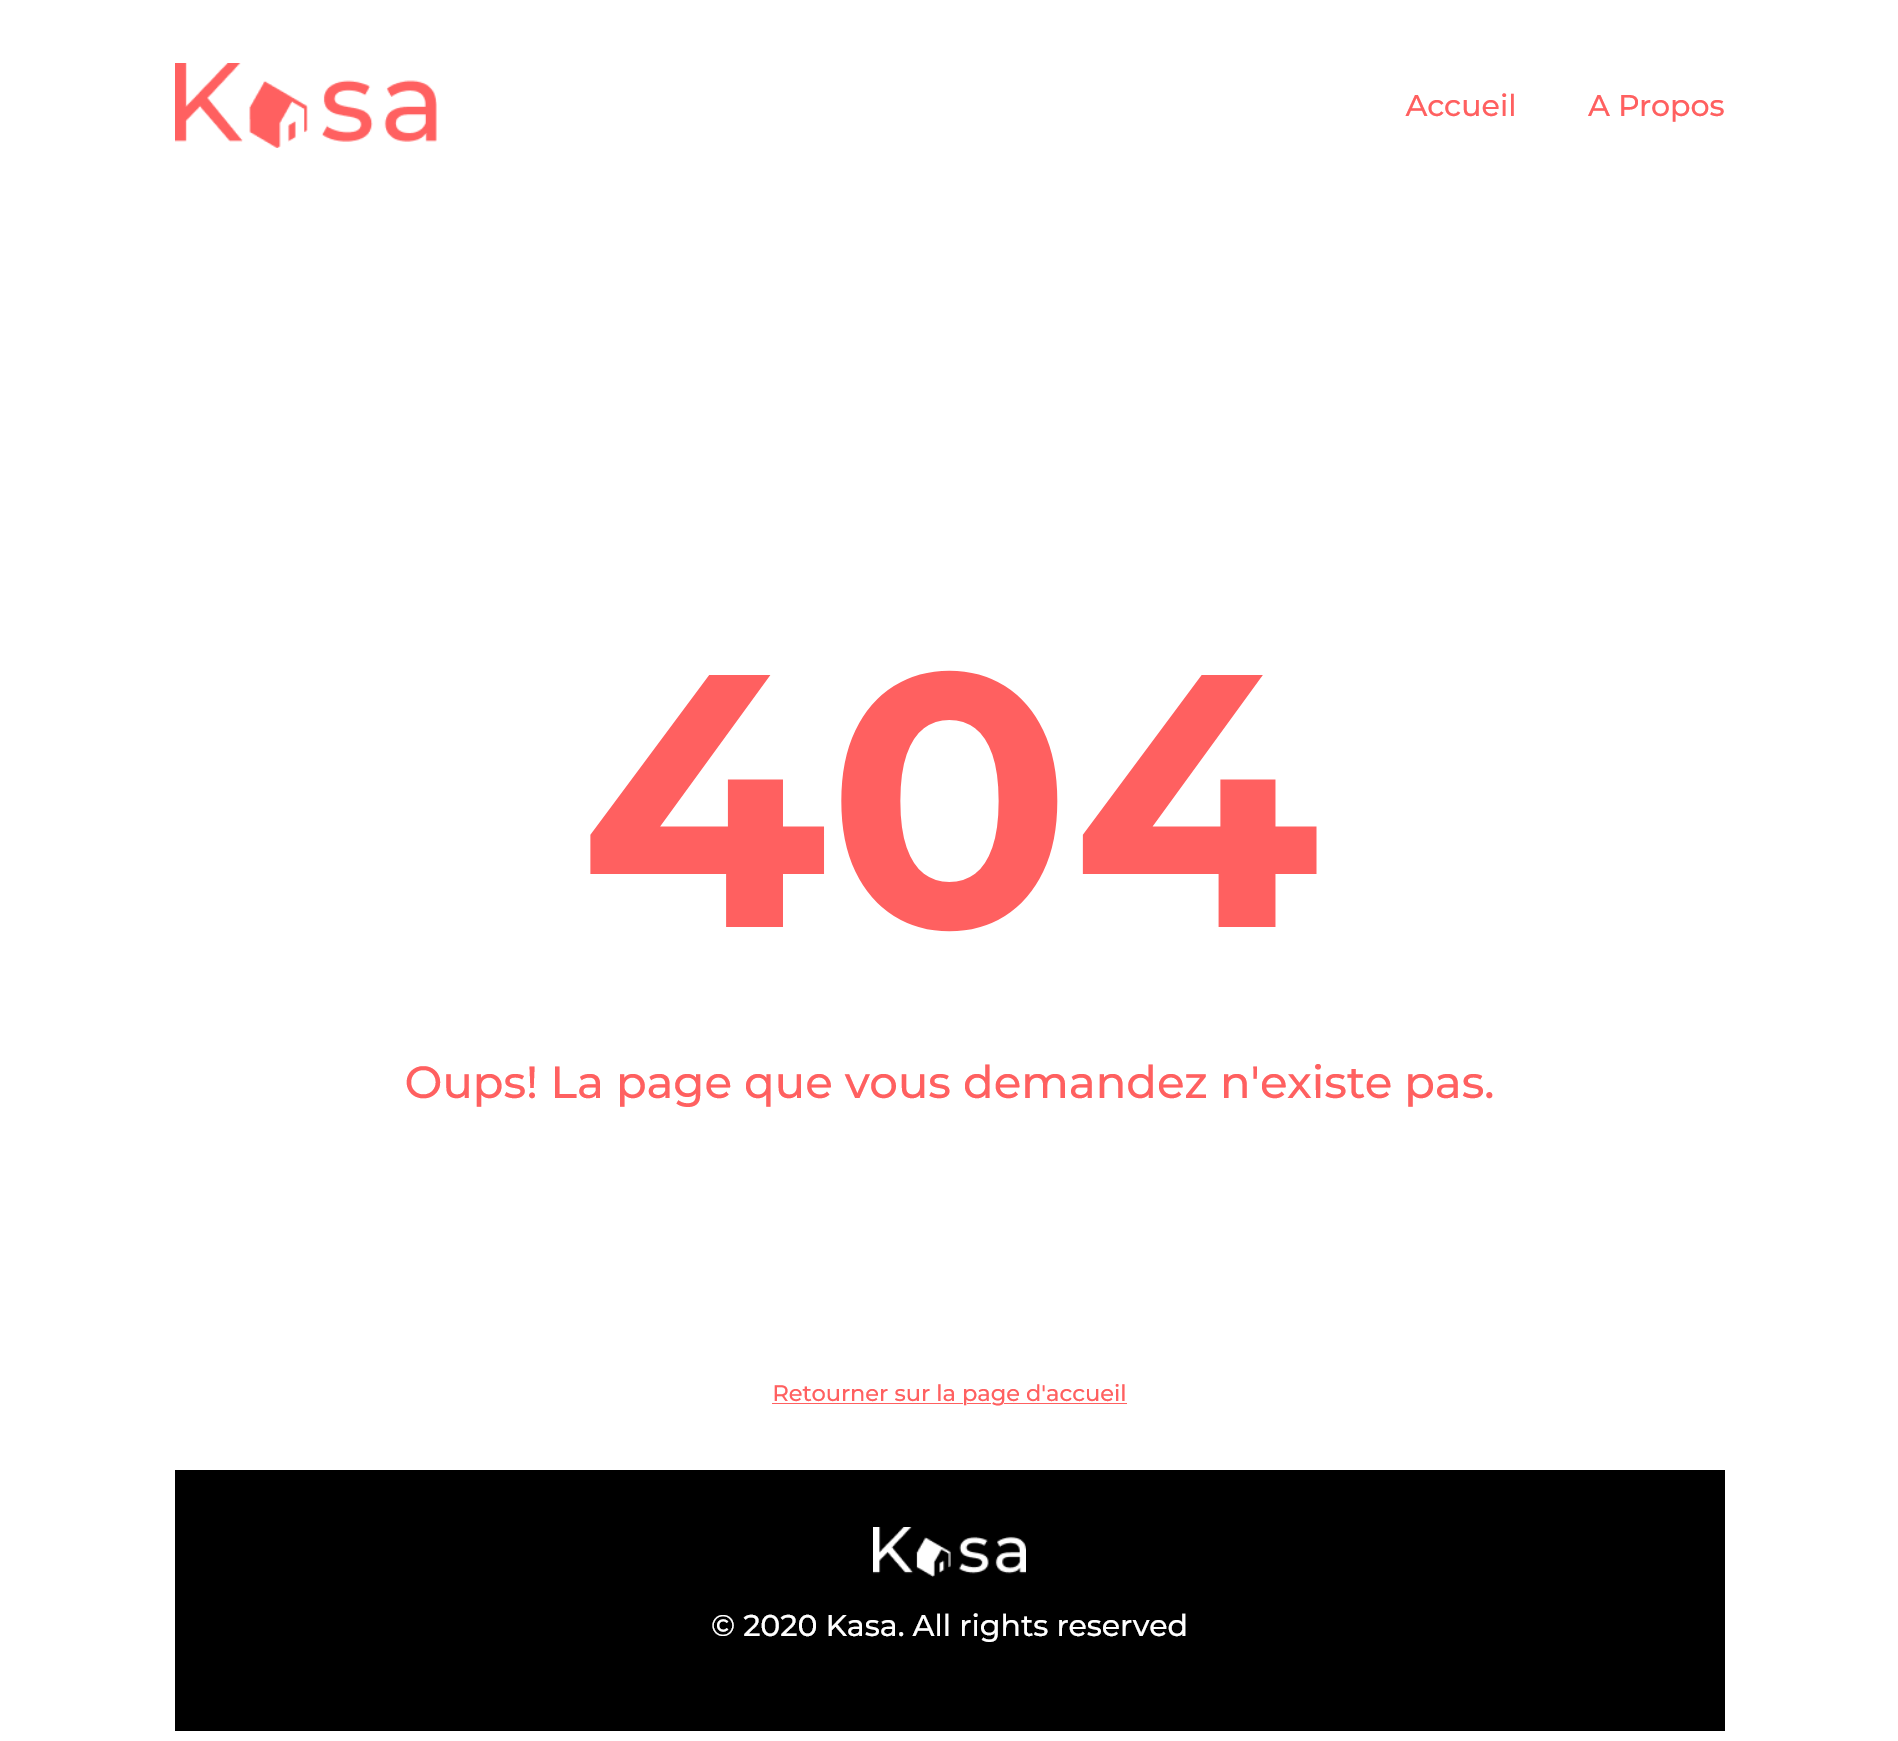 Kasa
Accueil
A Propos
404
Oups! La page que vous demandez n'existe pas.
Retourner sur la page d'accueil
Kasa
© 2020 Kasa. All rights reserved